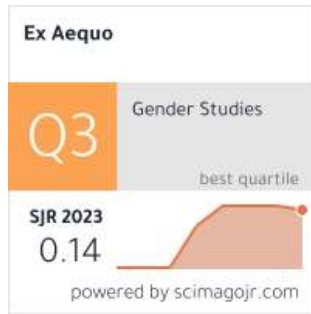 Ex Aequo
Q3
Gender Studies
best quartile
SJR 2023
0.14
powered by scimagojr.com